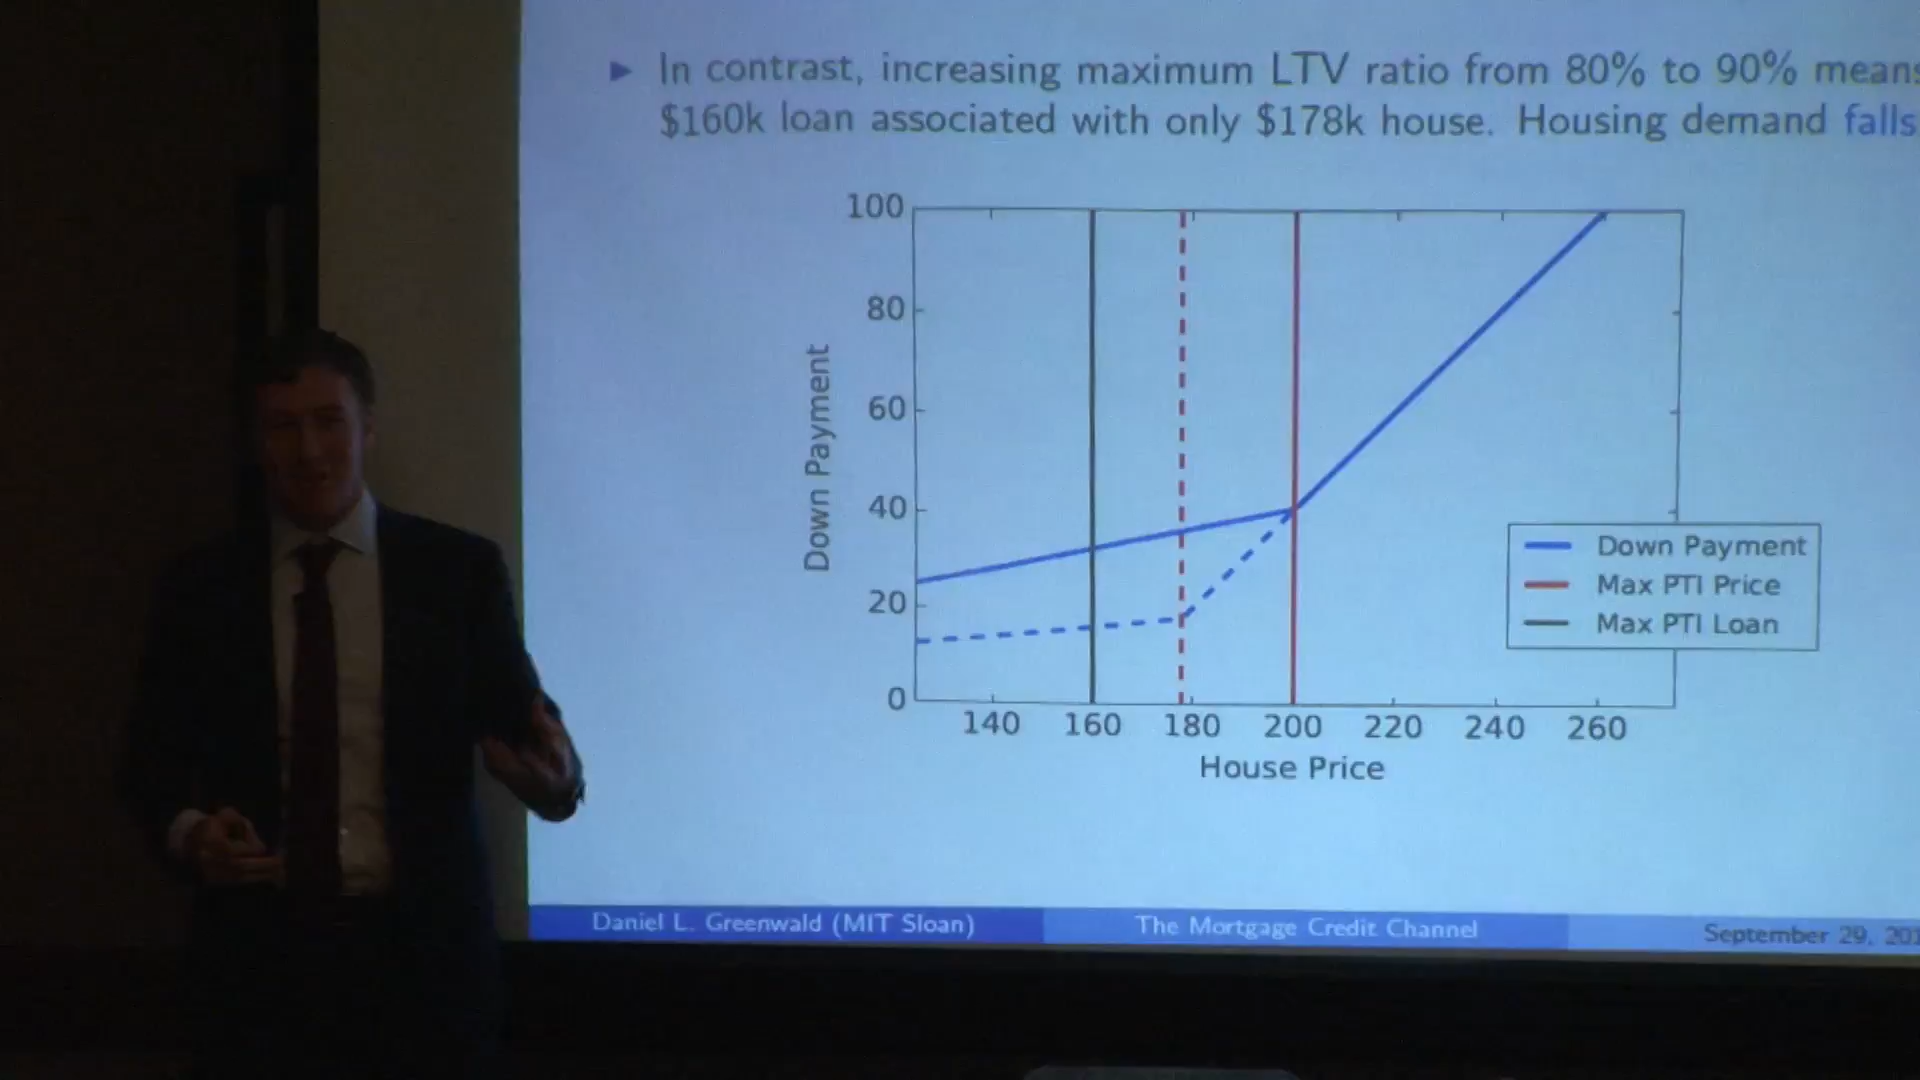 ► In contrast, increasing maximum LTV ratio from 80% to 90% means
$160k loan associated with only $178k house. Housing demand falls
100
80
60
40
20
0
Down Payment
140 160 180 200 220 240 260
House Price
Down Payment
Max PTI Price
Max PTI Loan
Daniel L. Greenwald (MIT Sloan) The Mortgage Credit Channel September 29, 201